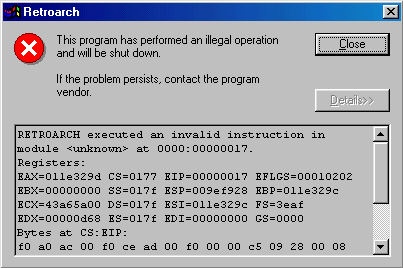 Retroarch
This program has performed an illegal operation
and will be shut down.
If the problem persists, contact the program
vendor.
Close
Details>>
RETROARCH executed an invalid instruction in
module <unknown> at 0000:00000017.
Registers:
EAX=011e329d CS=0177 EIP=00000017 EFLGS=00010202
EBX=00000000 SS=017f ESP=009ef928 EBP=011e329c
ECX=43a65a00 DS=017f ESI=011e329c FS=3eaf
EDX=00000d68 ES=017f EDI=00000000 GS=0000
Bytes at CS:EIP:
f0 a0 ac 00 f0 ce ad 00 f0 00 00 c5 09 28 00 08